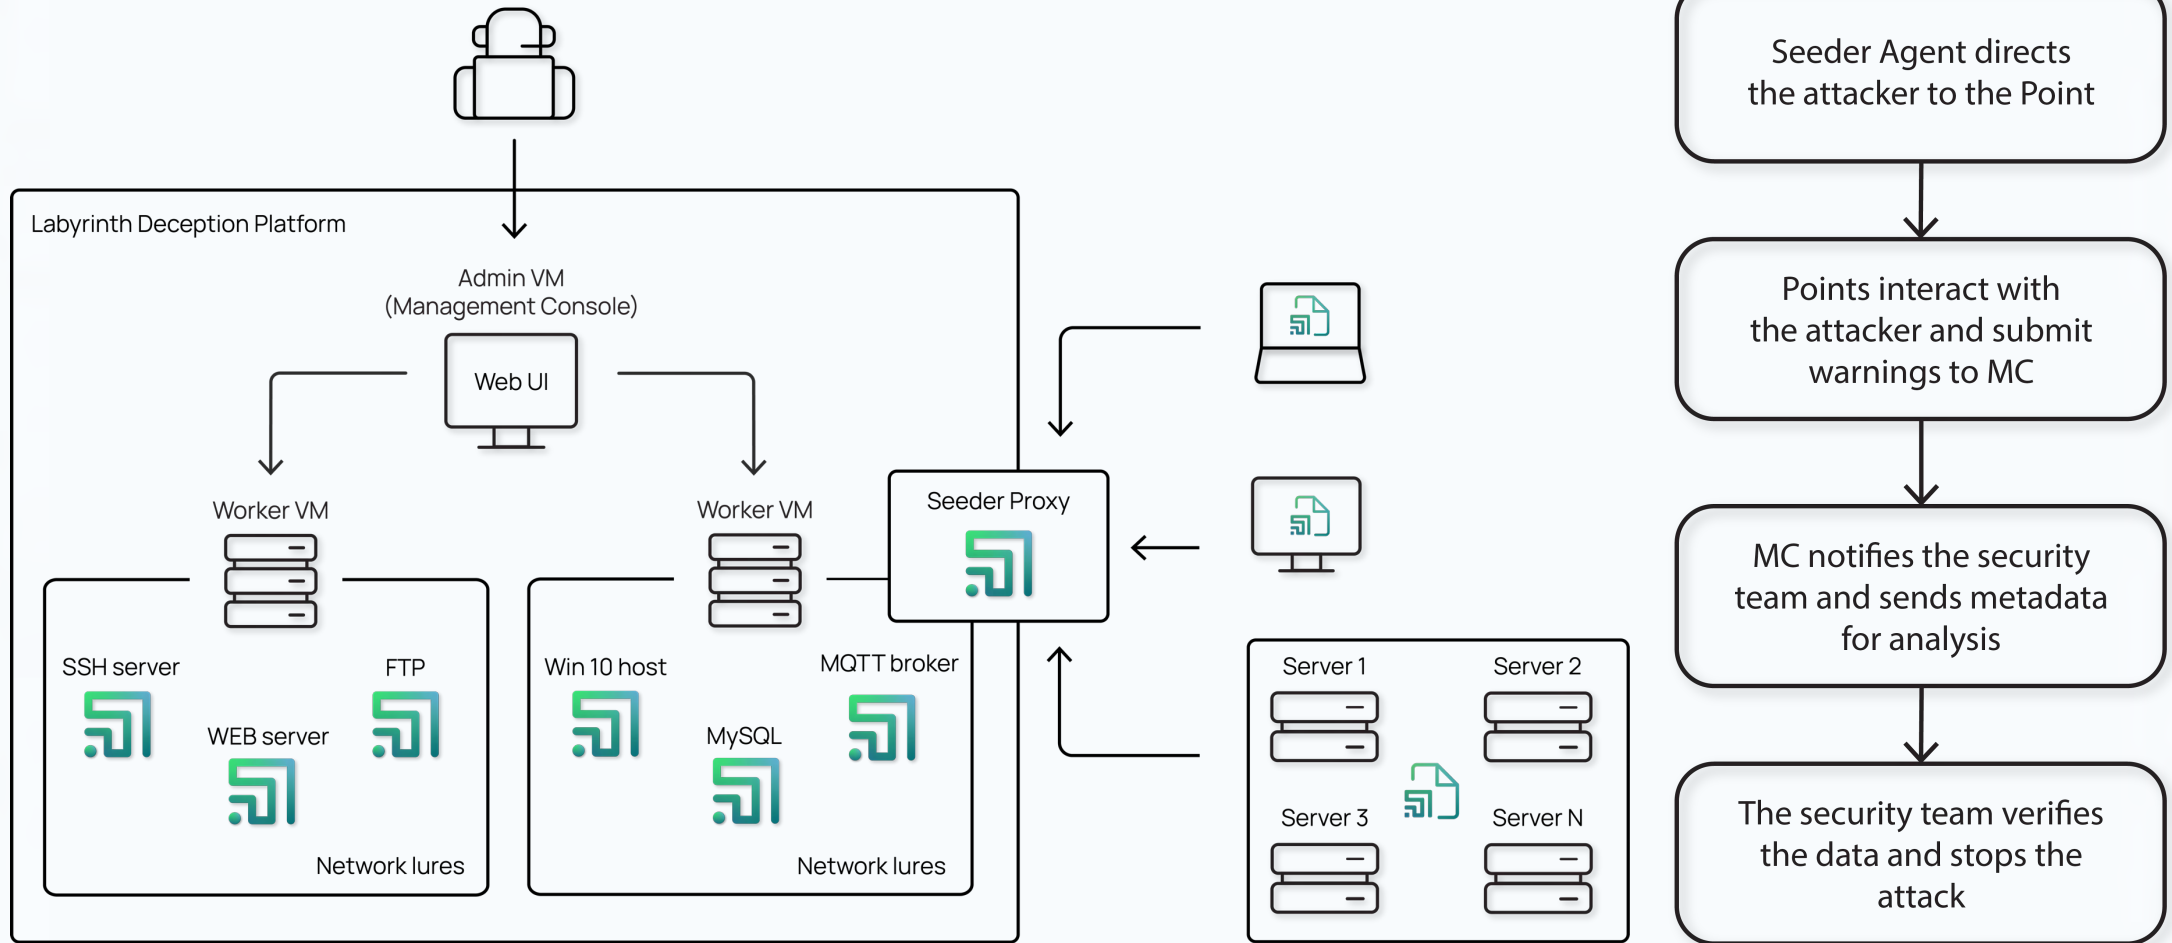 Labyrinth Deception Platform
Admin VM
(Management Console)
Web UI
Worker VM
Worker VM
Seeder Proxy
SSH server
FTP
WEB server
Network lures
Win 10 host
MQTT broker
MySQL
Network lures
Server 1
Server 2
Server 3
Server N
Seeder Agent directs
the attacker to the Point
Points interact with
the attacker and submit
warnings to MC
MC notifies the security
team and sends metadata
for analysis
The security team verifies
the data and stops the
attack